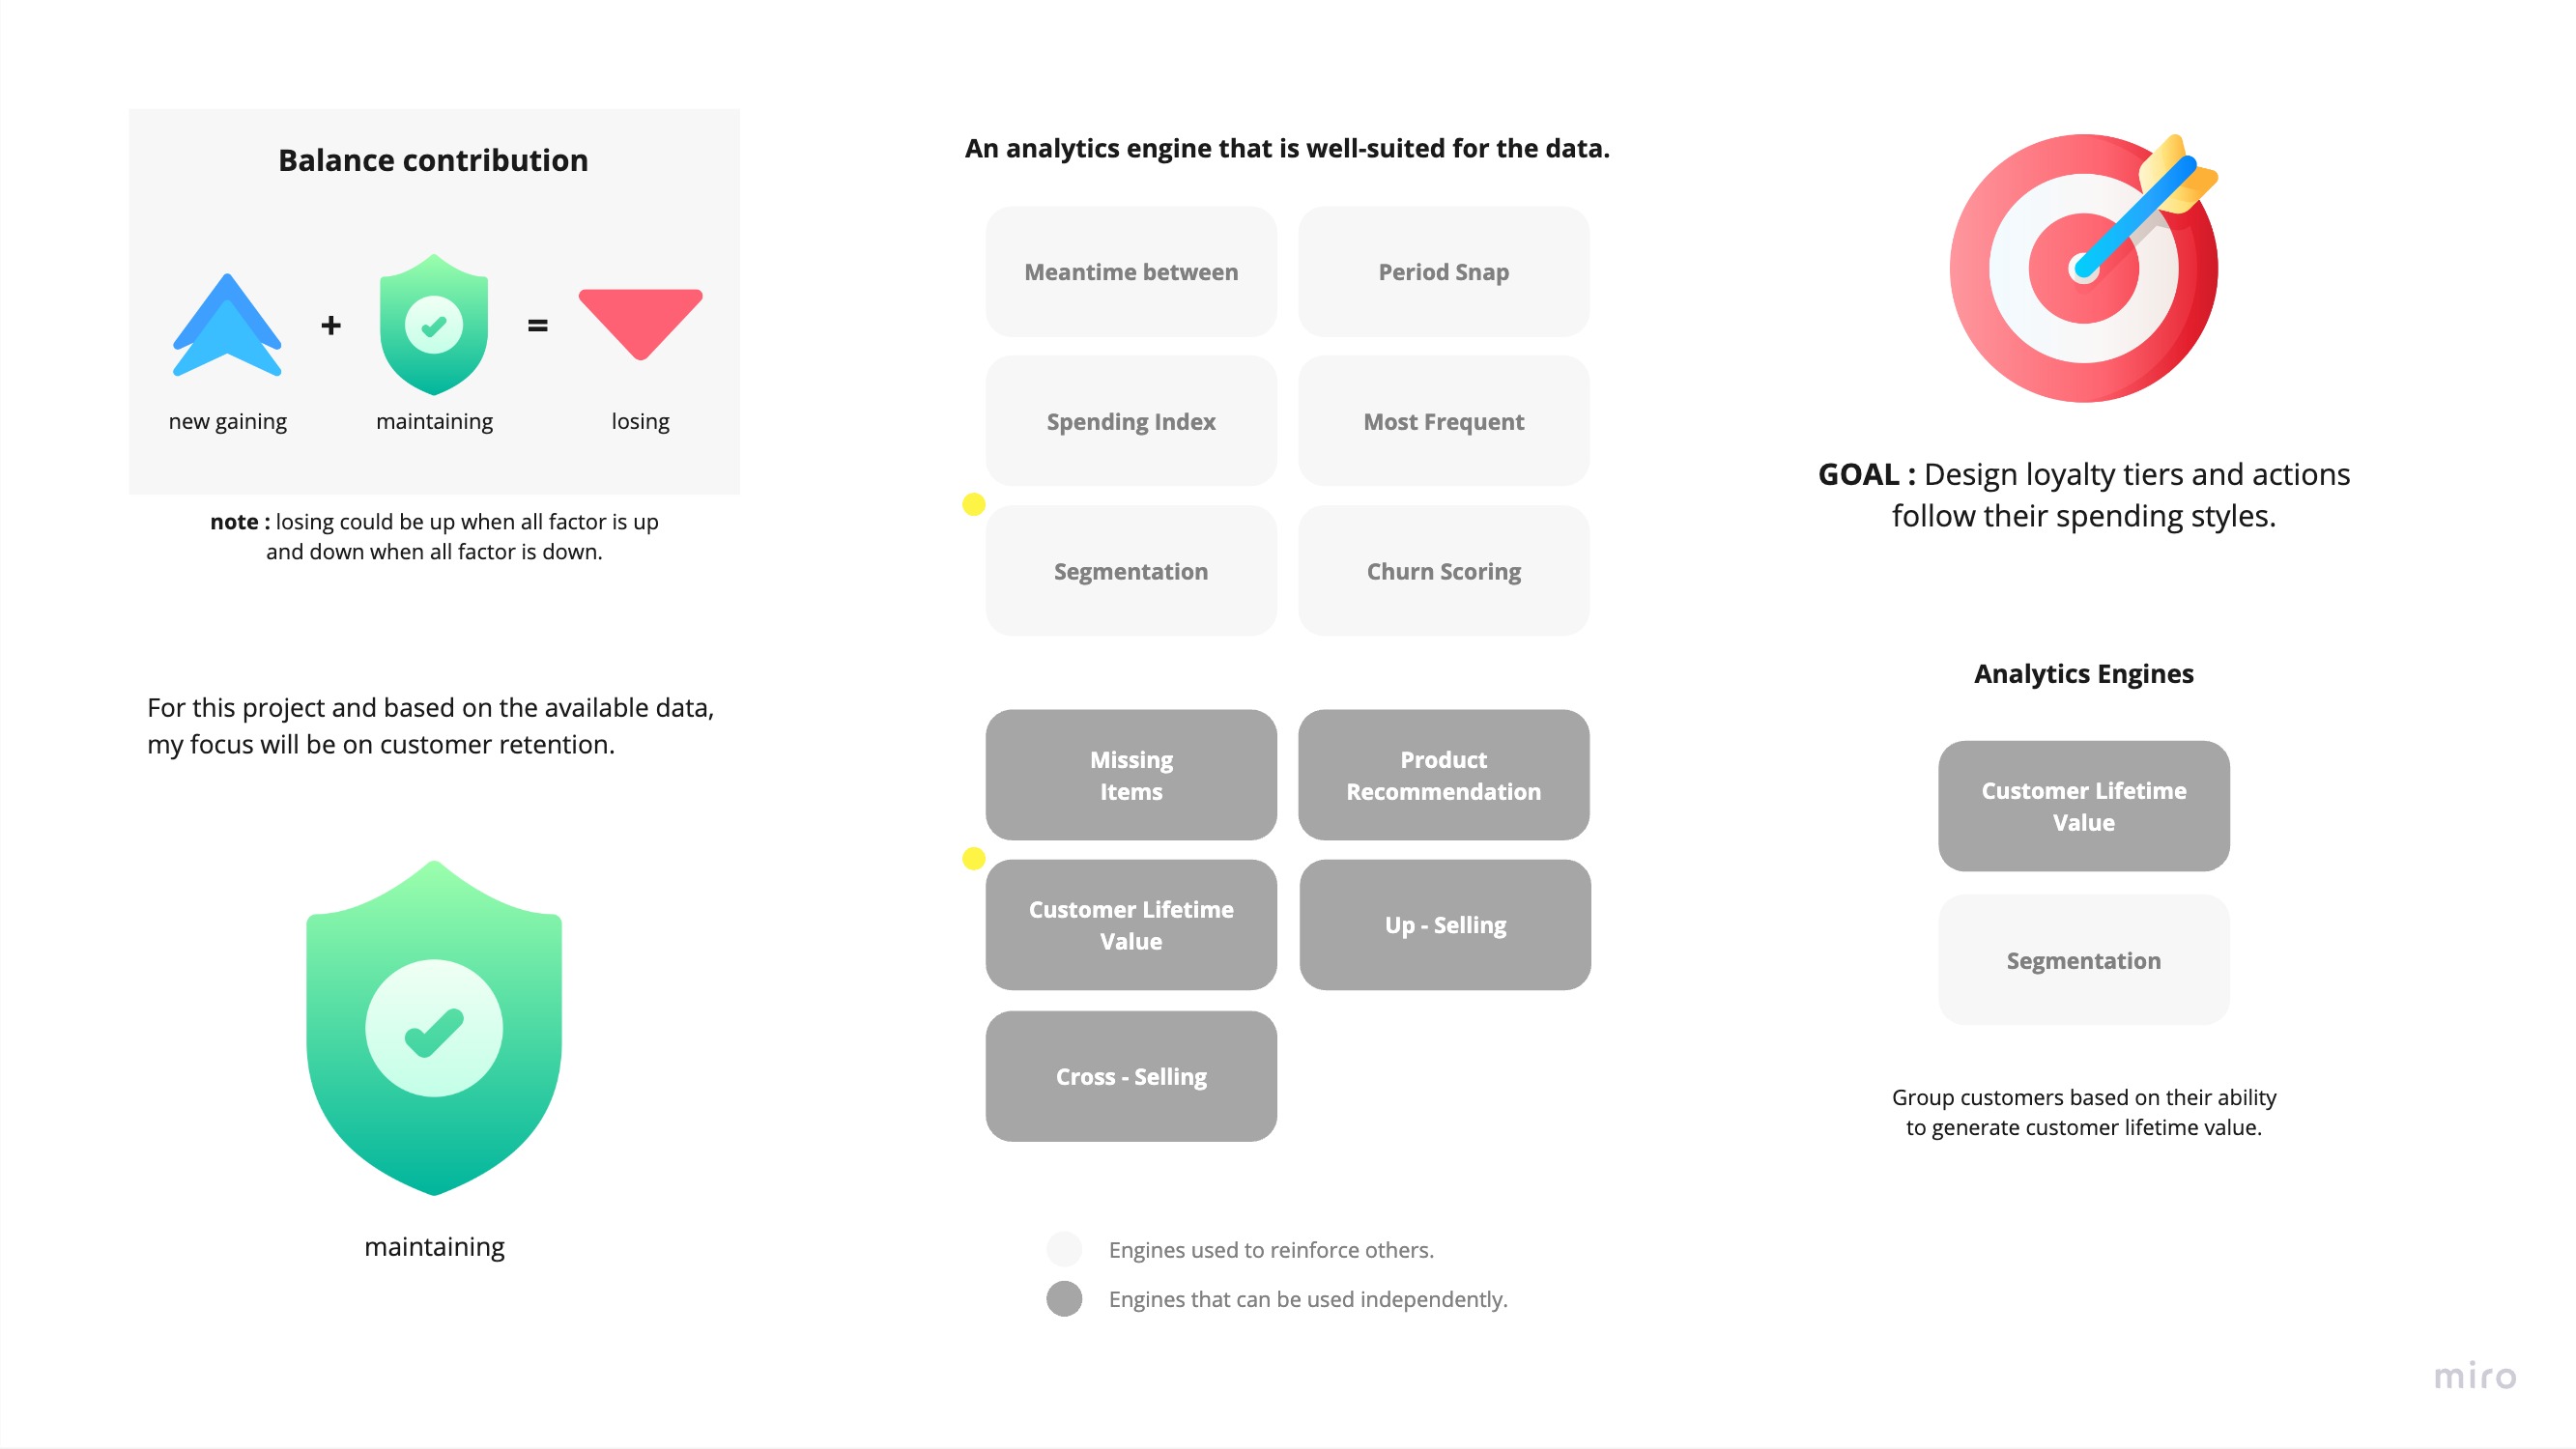 Balance contribution
+
=
new gaining
maintaining
losing
note : losing could be up when all factor is up
and down when all factor is down.
For this project and based on the available data,
my focus will be on customer retention.
maintaining
An analytics engine that is well-suited for the data.
Meantime between
Period Snap
Spending Index
Most Frequent
Segmentation
Churn Scoring
Missing
Items
Product
Recommendation
Customer Lifetime
Value
Up - Selling
Cross - Selling
Engines used to reinforce others.
Engines that can be used independently.
GOAL : Design loyalty tiers and actions
follow their spending styles.
Analytics Engines
Customer Lifetime
Value
Segmentation
Group customers based on their ability
to generate customer lifetime value.
miro